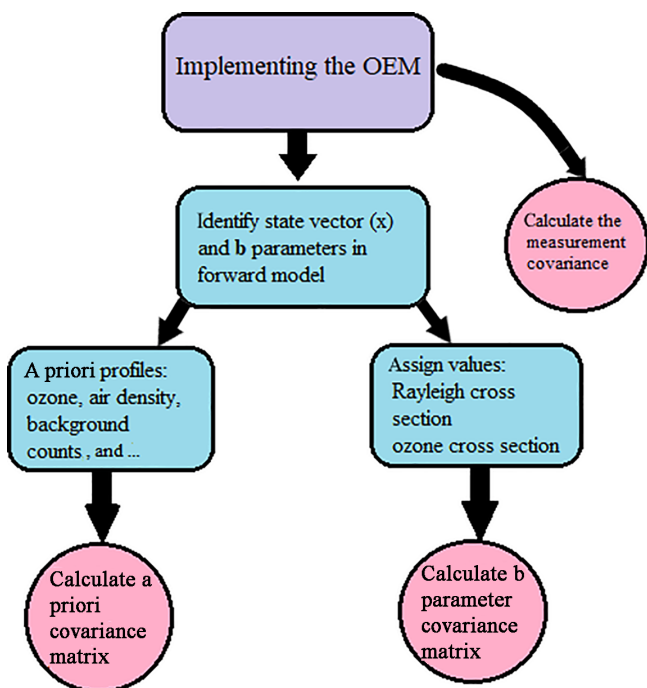 Implementing the OEM
Calculate the
measurement
covariance
Identify state vector (x)
and b parameters in
forward model
A priori profiles:
ozone, air density,
background
counts , and ...
Assign values:
Rayleigh cross
section
ozone cross section
Calculate a
priori
covariance
matrix
Calculate b
parameter
covariance
matrix